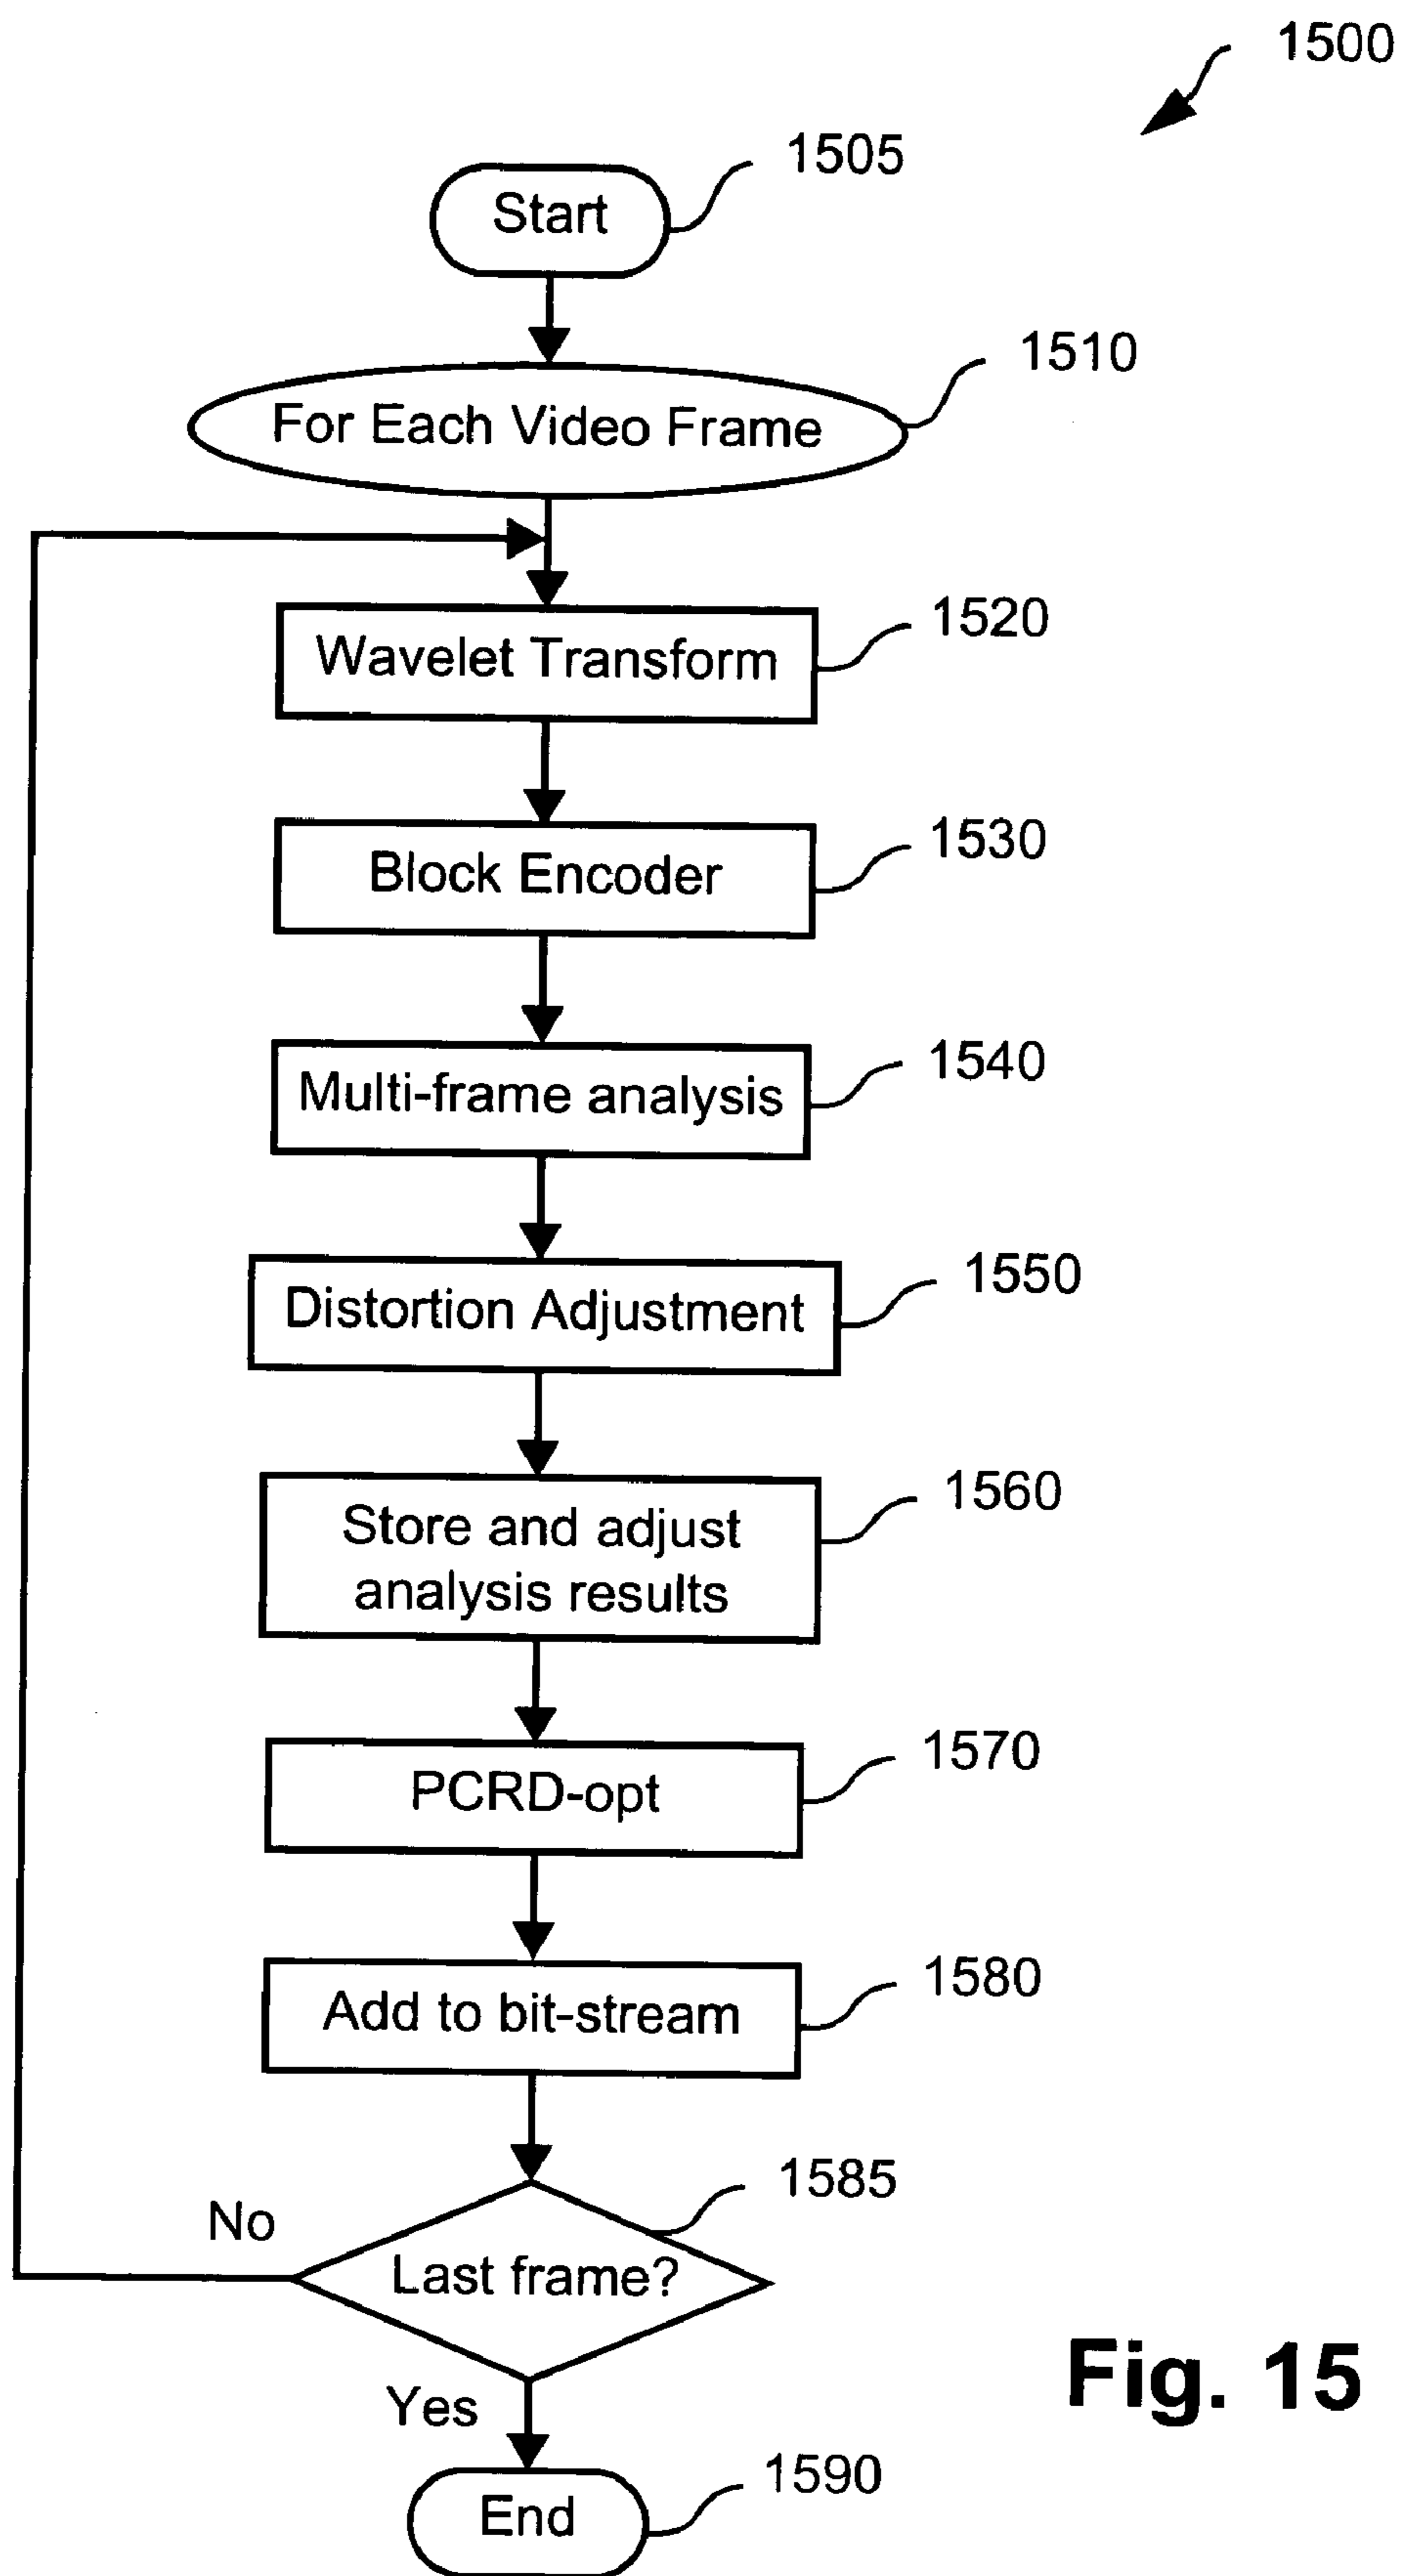 1500
1505
Start
1510
For Each Video Frame
1520
Wavelet Transform
1530
Block Encoder
1540
Multi-frame analysis
1550
Distortion Adjustment
1560
Store and adjust
analysis results
1570
PCRD-opt
1580
Add to bit-stream
1585
No
Last frame?
Yes
Fig. 15
1590
End